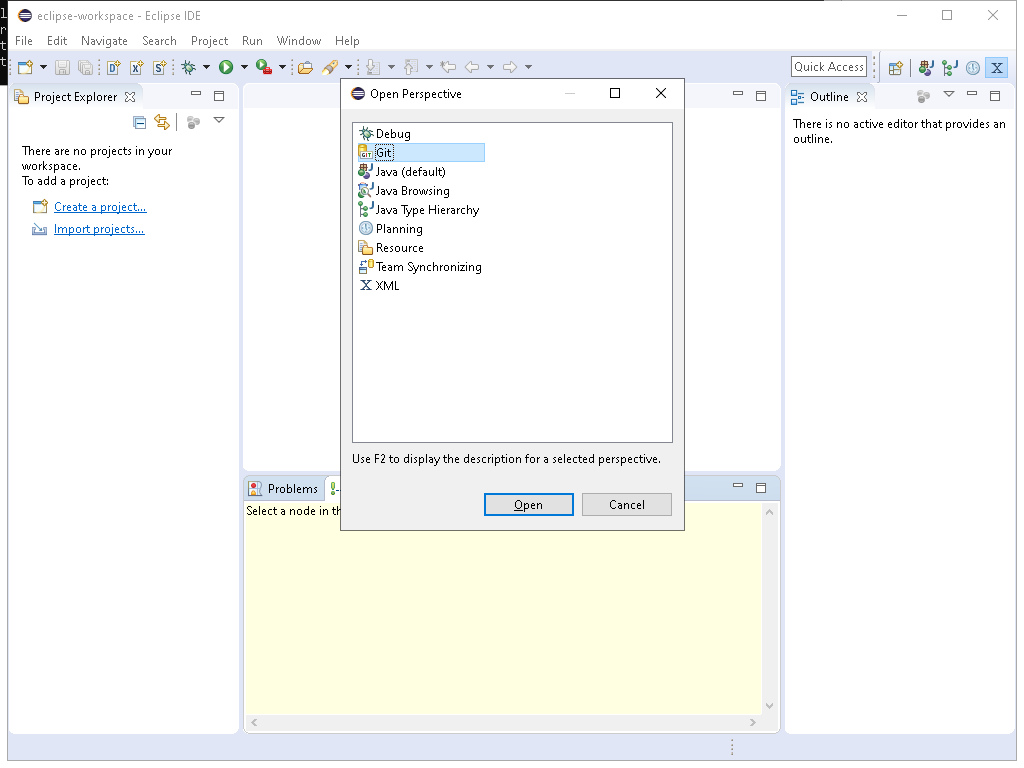 eclipse-workspace - Eclipse IDE
File Edit Navigate Search Project Run Window Help
Quick Access
Project Explorer
There are no projects in your
workspace.
To add a project:
Create a project...
Import projects...
Open Perspective
Debug
Git
Java (default)
Java Browsing
Java Type Hierarchy
Planning
Resource
Team Synchronizing
XML
Use F2 to display the description for a selected perspective.
Open Cancel
Problems
Select a node in th
Outline
There is no active editor that provides an
outline.